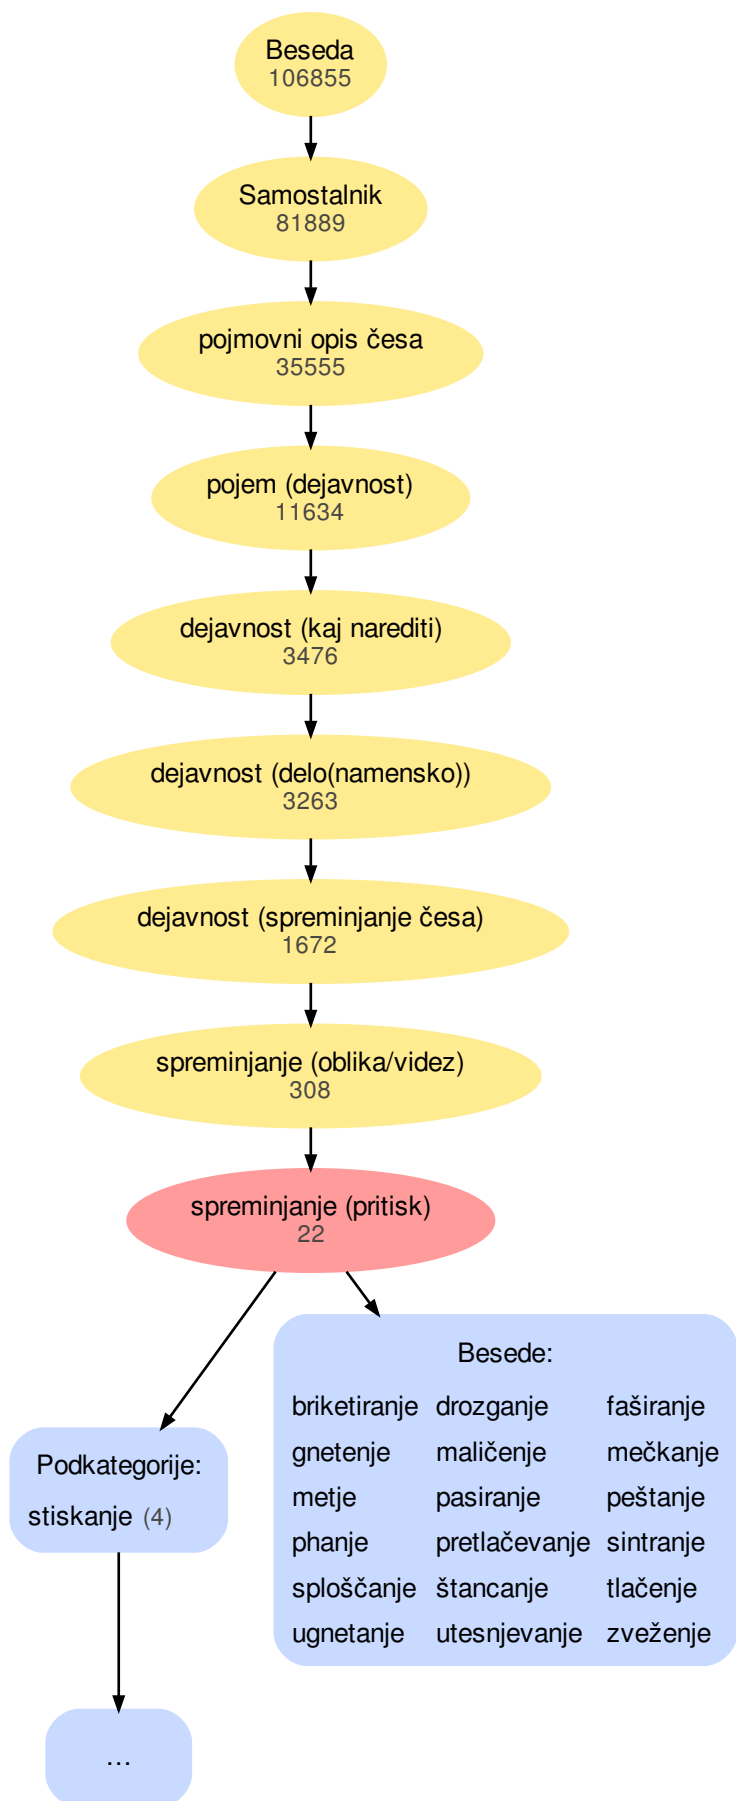 Beseda
106855
Samostalnik
81889
pojmovni opis česa
35555
pojem (dejavnost)
11634
dejavnost (kaj narediti)
3476
dejavnost (delo(namensko))
3263
dejavnost (spreminjanje česa)
1672
spreminjanje (oblika/videz)
308
spreminjanje (pritisk)
22
Besede:
briketiranje drozganje faširanje
gnetenje maličenje mečkanje
metje pasiranje peštanje
phanje pretlačevanje sintranje
sploščanje štancanje tlačenje
ugnetanje utesnjevanje zveženje
Podkategorije:
stiskanje (4)
...